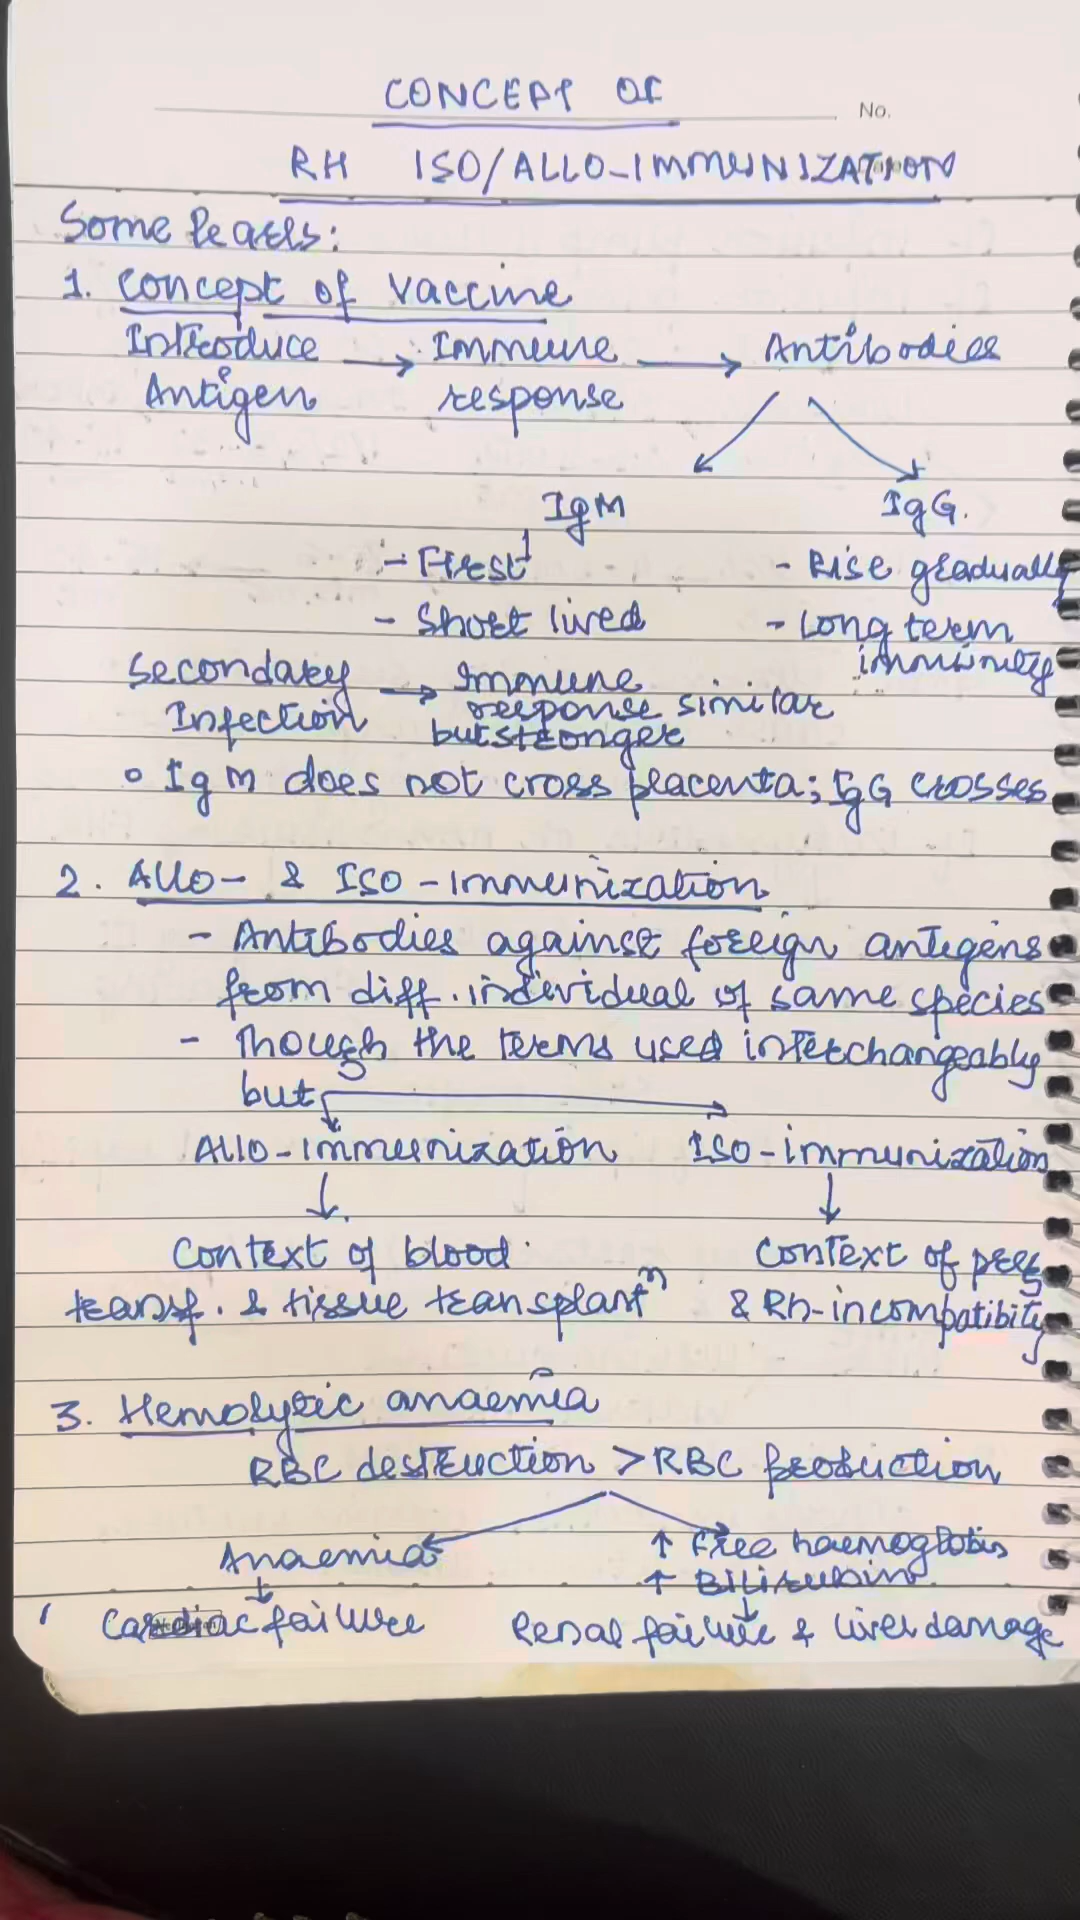 CONCEPT OF
No.
RH ISO/ALLO-IMMUNIZATION
Some facts:
1. Concept of vaccine
Introduce Antigen → Immune response → Antibodies
IgM IgG.
- First - Rise gradually
- Short lived - Long term immunity
Secondary Infection → Immune response similar but stronger
• IgM does not cross placenta; IgG crosses
2. Allo- & Iso-immunization
- Antibodies against foreign antigens
from diff. individual of same species
- Though the terms used interchangeably
but
Allo-immunization Iso-immunization
↓ ↓
Context of blood Context of preg
transf. & tissue transplantⁿ & Rh-incompatibity
3. Hemolytic anaemia
RBC destruction > RBC production
Anaemia ↑ Free haemoglobin
↑ Bilirubin
Cardiac failure Renal failure & liver damage